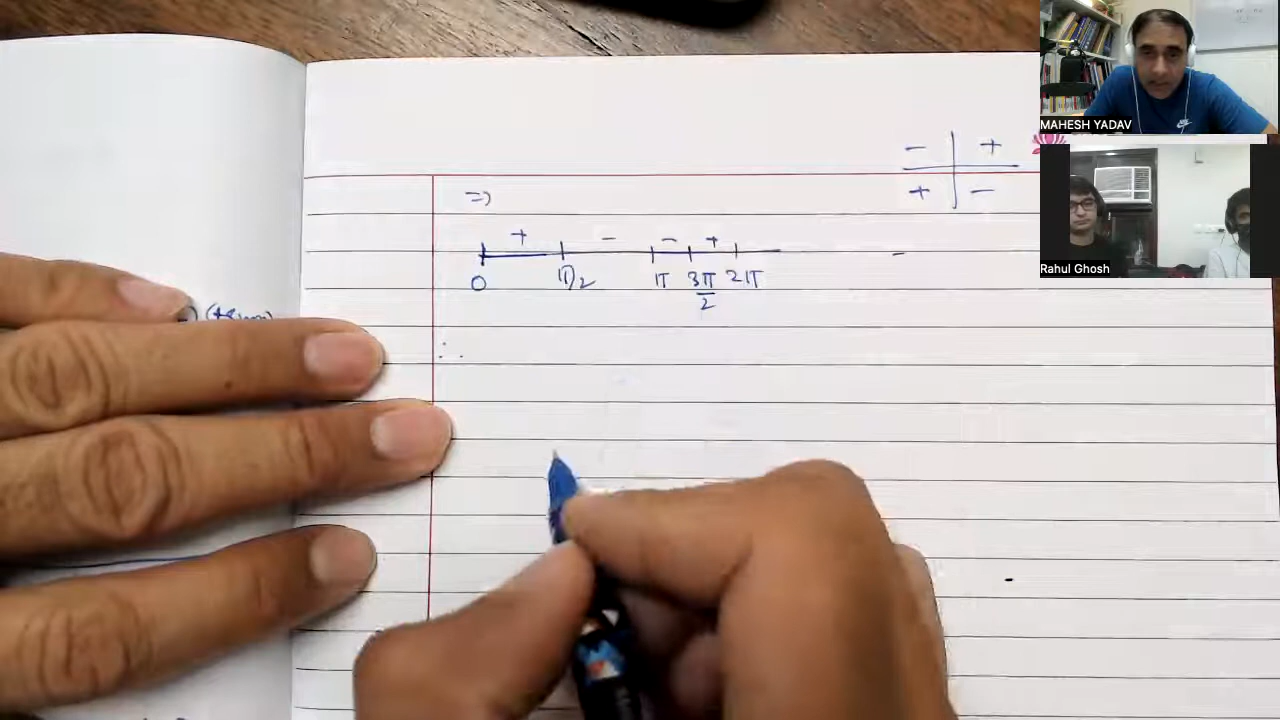 MAHESH YADAV
- | +
+ | -
Rahul Ghosh
=>
+ - - +
0 π/2 π 3π/2 2π
∴